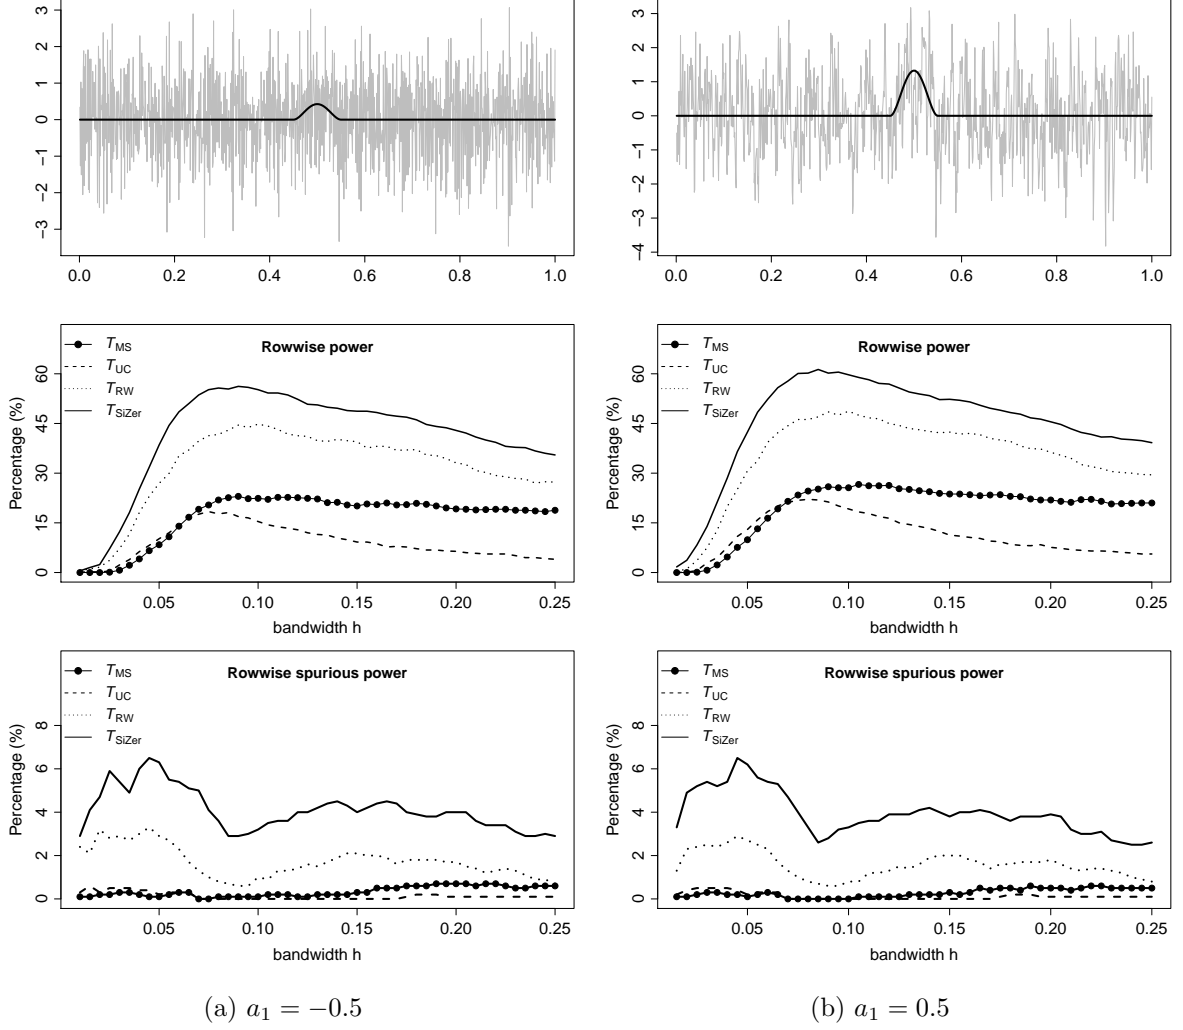 3
2
1
0
-1
-2
-3
0.0 0.2 0.4 0.6 0.8 1.0
3
2
1
0
-1
-2
-3
-4
0.0 0.2 0.4 0.6 0.8 1.0
Rowwise power
T_MS
T_UC
T_RW
T_SiZer
Percentage (%)
60
45
30
15
0
0.05 0.10 0.15 0.20 0.25
bandwidth h
Rowwise power
T_MS
T_UC
T_RW
T_SiZer
Percentage (%)
60
45
30
15
0
0.05 0.10 0.15 0.20 0.25
bandwidth h
Rowwise spurious power
T_MS
T_UC
T_RW
T_SiZer
Percentage (%)
8
6
4
2
0
0.05 0.10 0.15 0.20 0.25
bandwidth h
Rowwise spurious power
T_MS
T_UC
T_RW
T_SiZer
Percentage (%)
8
6
4
2
0
0.05 0.10 0.15 0.20 0.25
bandwidth h
(a) a₁ = −0.5
(b) a₁ = 0.5